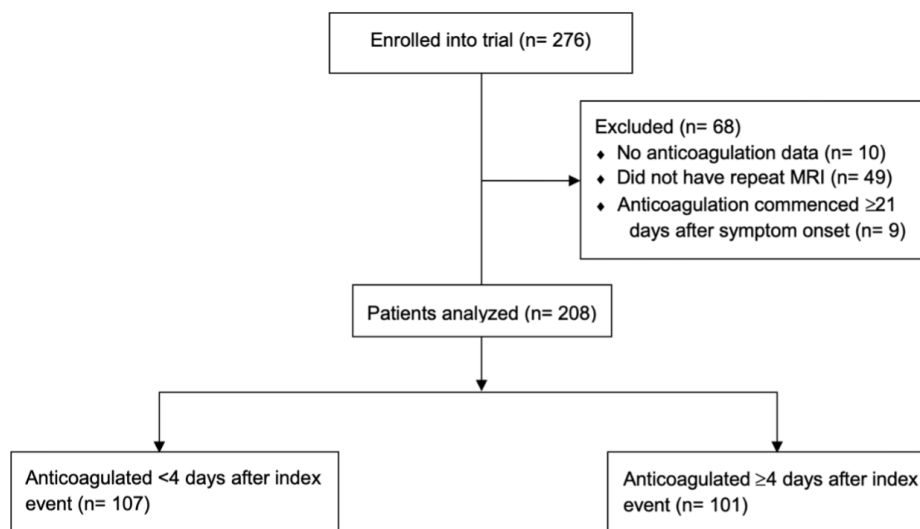 Enrolled into trial (n= 276)
Excluded (n= 68)
♦ No anticoagulation data (n= 10)
♦ Did not have repeat MRI (n= 49)
♦ Anticoagulation commenced ≥21
days after symptom onset (n= 9)
Patients analyzed (n= 208)
Anticoagulated <4 days after index
event (n= 107)
Anticoagulated ≥4 days after index
event (n= 101)